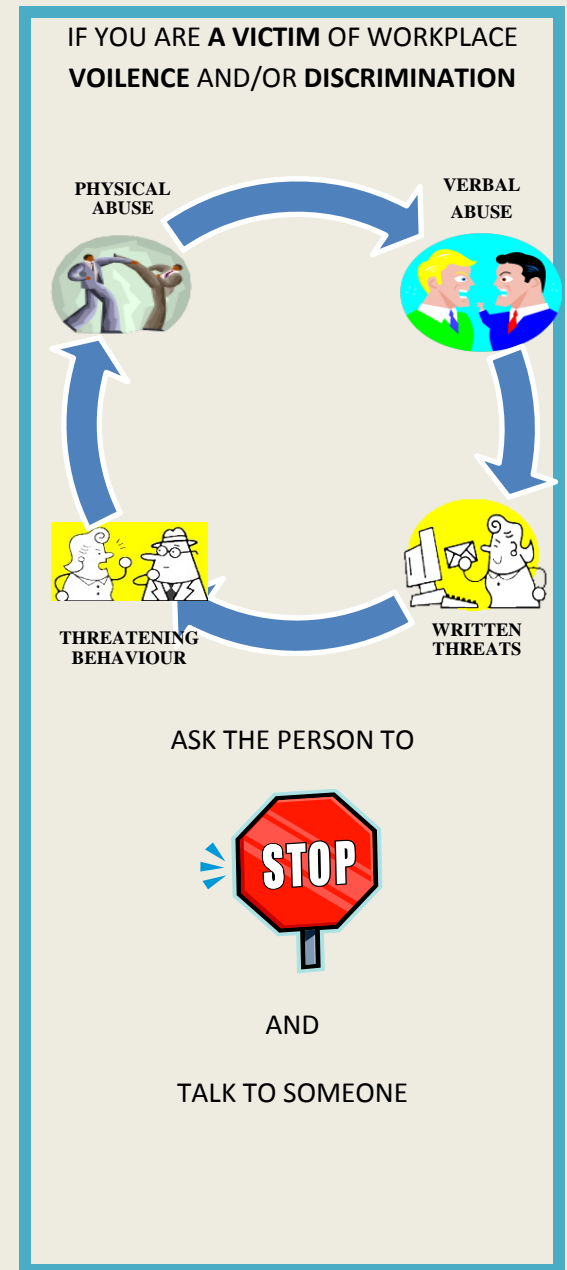 IF YOU ARE A VICTIM OF WORKPLACE
VOILENCE AND/OR DISCRIMINATION
PHYSICAL
ABUSE
VERBAL
ABUSE
WRITTEN
THREATS
THREATENING
BEHAVIOUR
ASK THE PERSON TO
STOP
AND
TALK TO SOMEONE